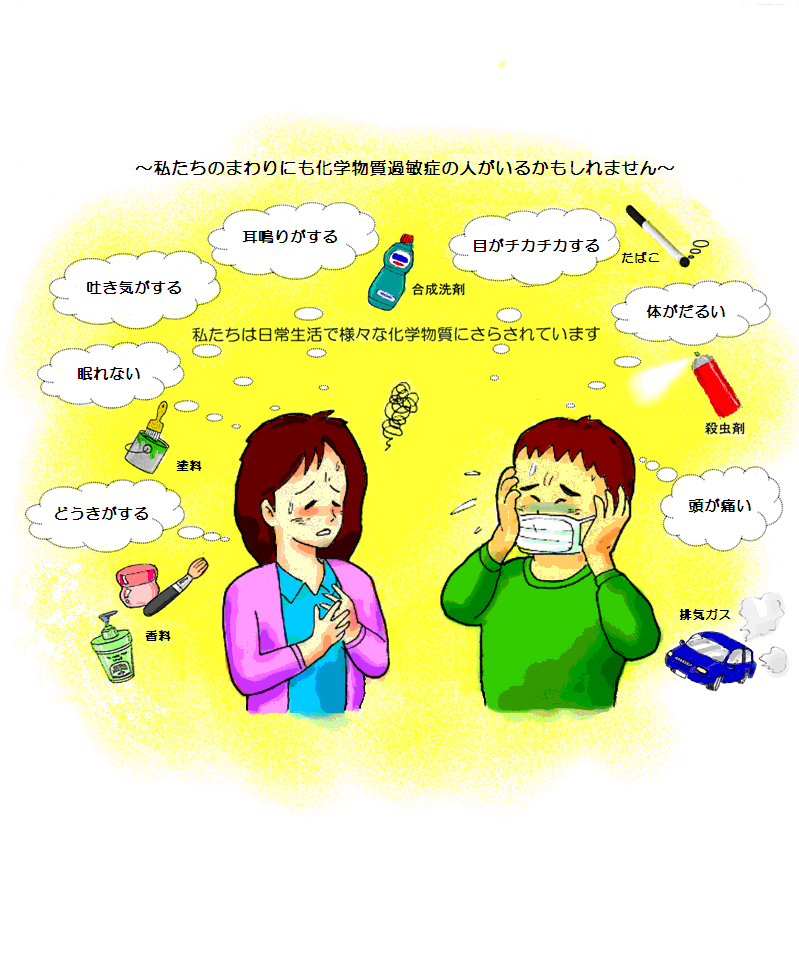 ～私たちのまわりにも化学物質過敏症の人がいるかもしれません～
耳鳴りがする
目がチカチカする
たばこ
吐き気がする
合成洗剤
体がだるい
私たちは日常生活で様々な化学物質にさらされています
眠れない
殺虫剤
塗料
どうきがする
頭が痛い
排気ガス
香料